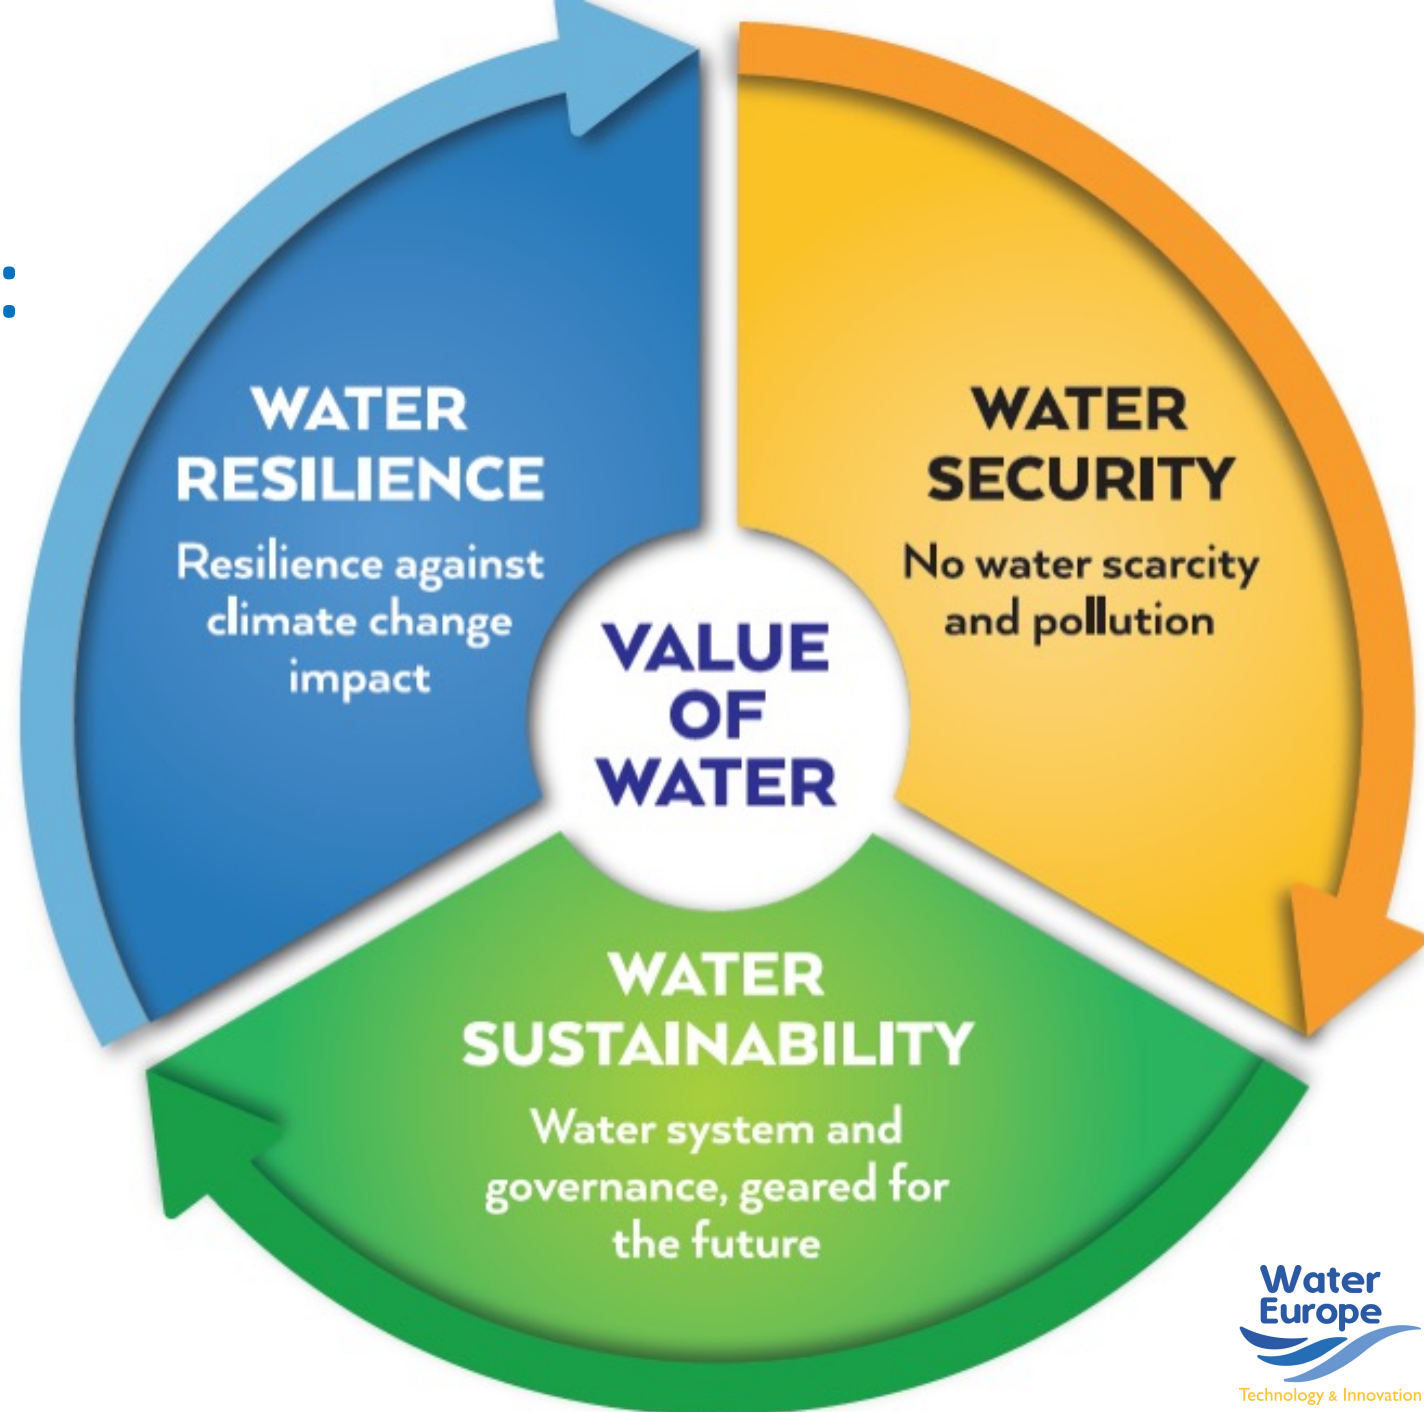 :
:
WATER
RESILIENCE
Resilience against
climate change
impact
WATER
SECURITY
No water scarcity
and pollution
VALUE
OF
WATER
WATER
SUSTAINABILITY
Water system and
governance, geared for
the future
Water
Europe
Technology & Innovation